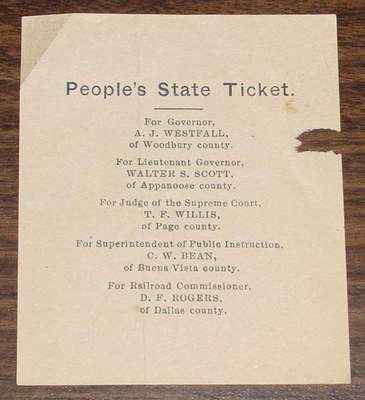 People's State Ticket.
For Governor,
A. J. WESTFALL,
of Woodbury county.
For Lieutenant Governor,
WALTER S. SCOTT,
of Appanoose county.
For Judge of the Supreme Court,
T. F. WILLIS,
of Page county.
For Superintendent of Public Instruction,
C. W. BEAN,
of Buena Vista county.
For Railroad Commissioner,
D. F. ROGERS,
of Dallas county.